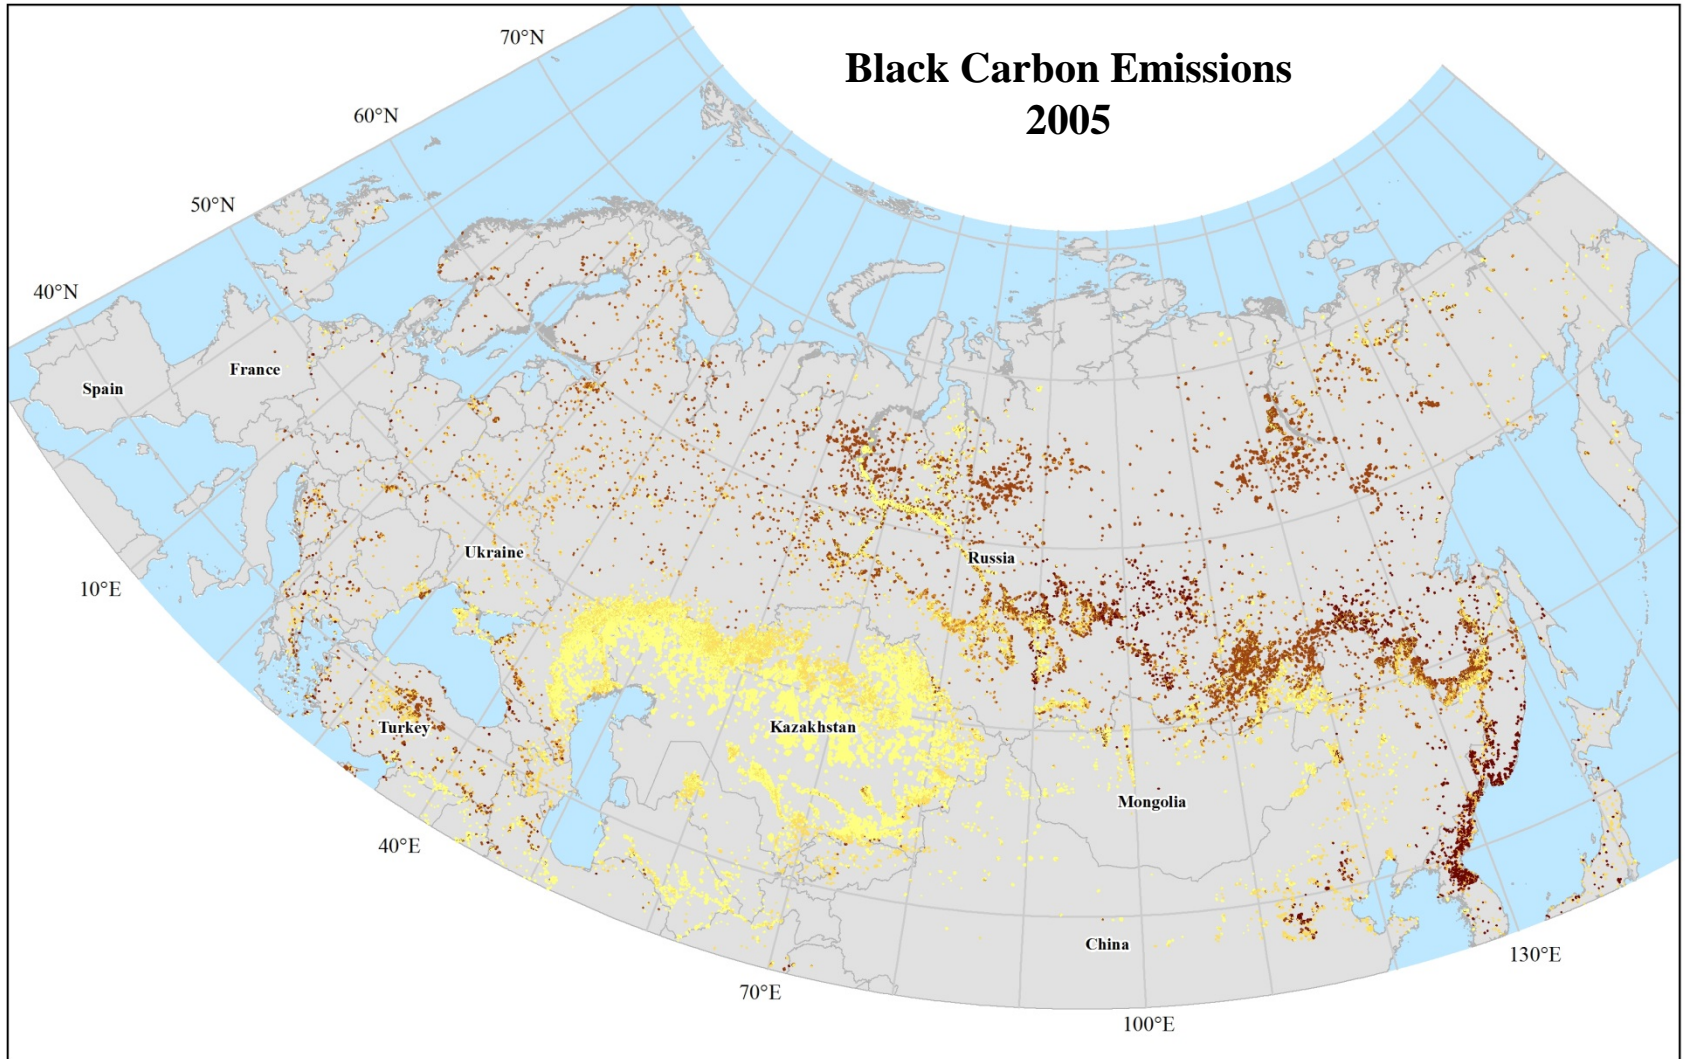 Black Carbon Emissions
2005
70°N
60°N
50°N
40°N
France
Spain
Ukraine
Russia
10°E
Turkey
Kazakhstan
Mongolia
40°E
China
130°E
70°E
100°E